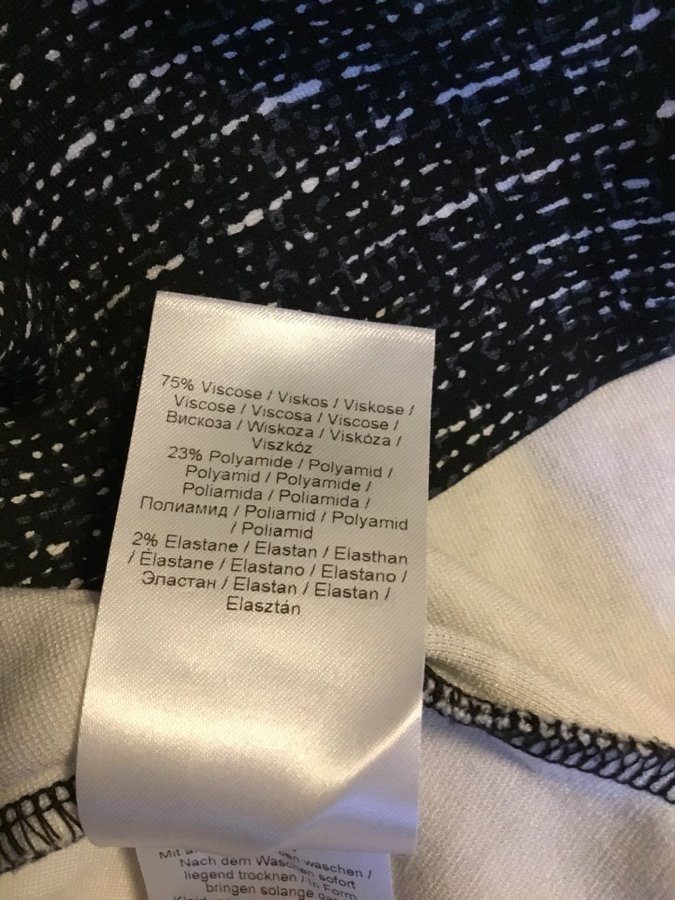 75% Viscose / Viskos / Viskose /
Viscose / Viscosa / Viscose /
Вискоза / Wiskoza / Viskóza /
Viszkóz
23% Polyamide / Polyamid /
Polyamid / Polyamide /
Poliamida / Poliamida /
Полиамид / Poliamid / Polyamid
/ Poliamid
2% Elastane / Elastan / Elasthan
/ Élastane / Elastano / Elastano /
Эластан / Elastan / Elastan /
Elasztán
Mit waschen /
Nach dem Waschen sofort
liegend trocknen / In Form
bringen solange